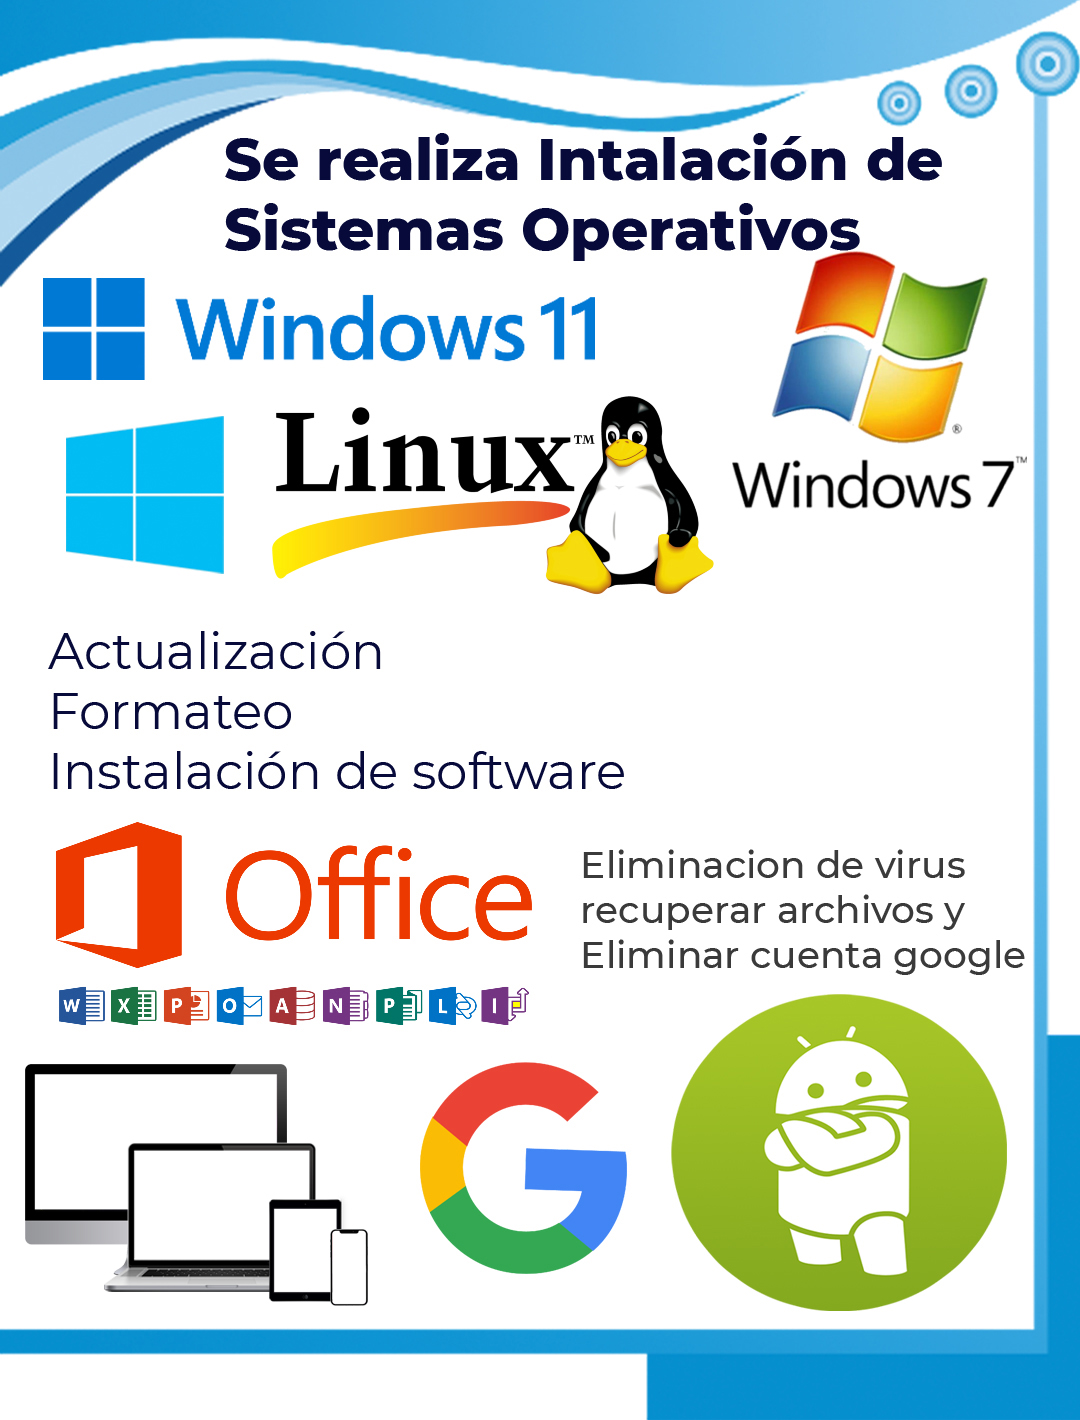 Se realiza Intalación de
Sistemas Operativos
Windows 11
Linux™
®
Windows 7™
Actualización
Formateo
Instalación de software
Office
Eliminacion de virus
recuperar archivos y
Eliminar cuenta google
W X P O A N P L I
G